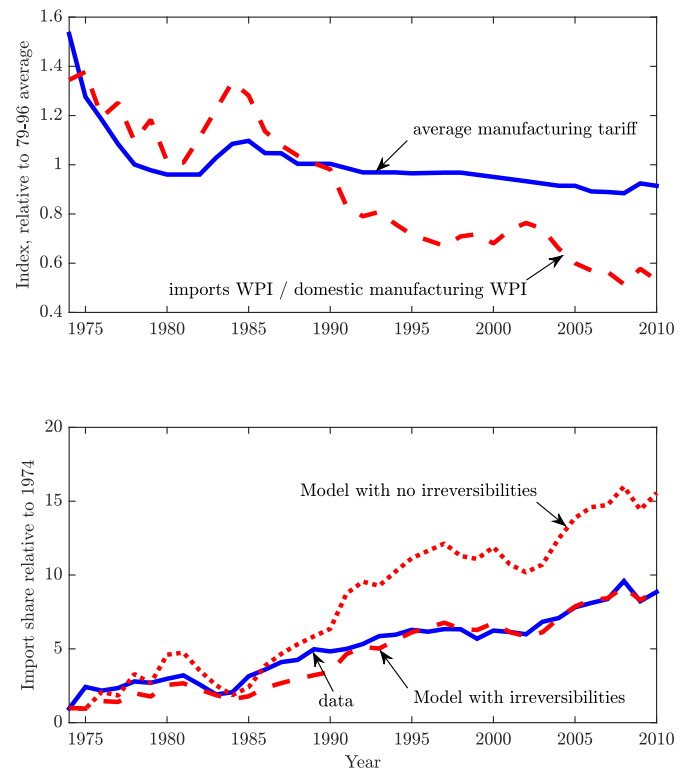 1.6
1.4
1.2
1
0.8
0.6
0.4
Index, relative to 79-96 average
average manufacturing tariff
imports WPI / domestic manufacturing WPI
1975 1980 1985 1990 1995 2000 2005 2010
20
15
10
5
0
Import share relative to 1974
Model with no irreversibilities
data
Model with irreversibilities
1975 1980 1985 1990 1995 2000 2005 2010
Year